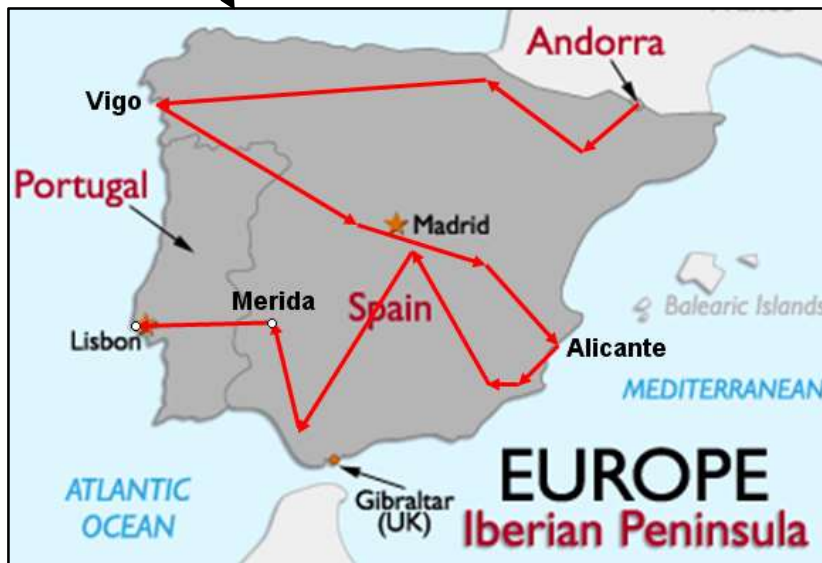 Andorra
Vigo
Portugal
Madrid
Merida
Spain
Balearic Islands
Lisbon
Alicante
MEDITERRANEAN
EUROPE
ATLANTIC
OCEAN
Gibraltar
(UK)
Iberian Peninsula